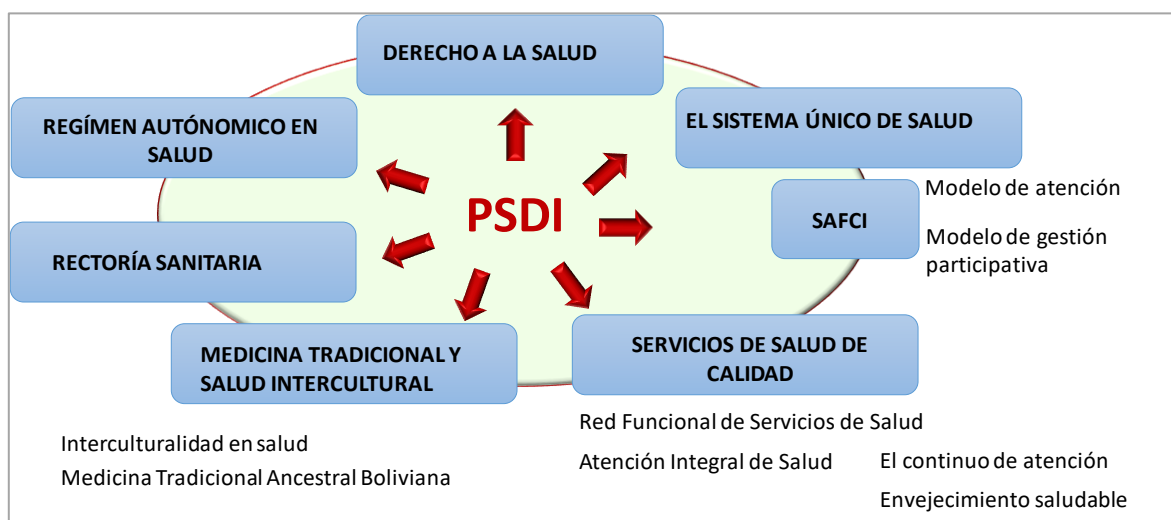 DERECHO A LA SALUD
REGÍMEN AUTÓNOMICO EN
SALUD
EL SISTEMA ÚNICO DE SALUD
PSDI
SAFCI
Modelo de atención
Modelo de gestión
participativa
RECTORÍA SANITARIA
MEDICINA TRADICIONAL Y
SALUD INTERCULTURAL
SERVICIOS DE SALUD DE
CALIDAD
Interculturalidad en salud
Medicina Tradicional Ancestral Boliviana
Red Funcional de Servicios de Salud
Atención Integral de Salud
El continuo de atención
Envejecimiento saludable